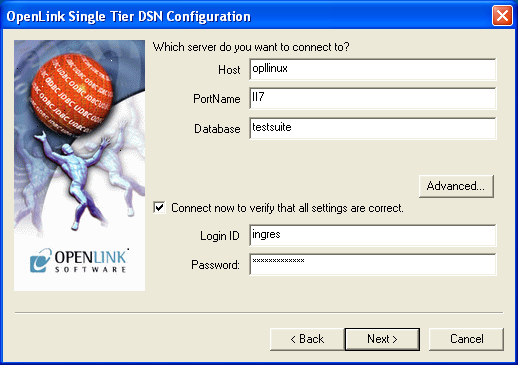 OpenLink Single Tier DSN Configuration
Which server do you want to connect to?
Host opllinux
PortName II7
Database testsuite
Advanced...
Connect now to verify that all settings are correct.
Login ID ingres
Password: xxxxxxxxxxxxx
OPENLINK
SOFTWARE
< Back Next > Cancel